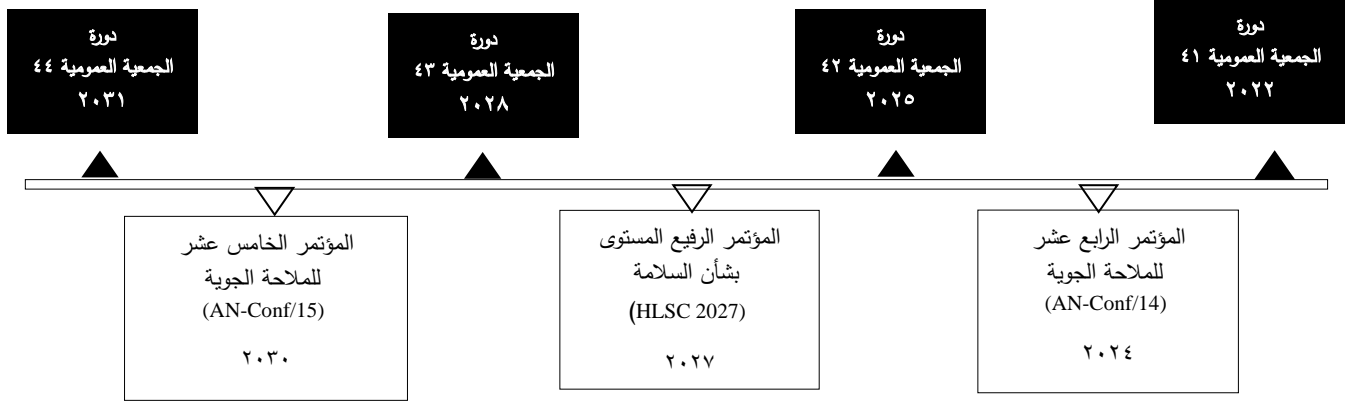 دورة
الجمعية العمومية ٤١
٢٠٢٢
دورة
الجمعية العمومية ٤٢
٢٠٢٥
دورة
الجمعية العمومية ٤٣
٢٠٢٨
دورة
الجمعية العمومية ٤٤
٢٠٣١
المؤتمر الرابع عشر
للملاحة الجوية
(AN-Conf/14)
٢٠٢٤
المؤتمر الرفيع المستوى
بشأن السلامة
(HLSC 2027)
٢٠٢٧
المؤتمر الخامس عشر
للملاحة الجوية
(AN-Conf/15)
٢٠٣٠